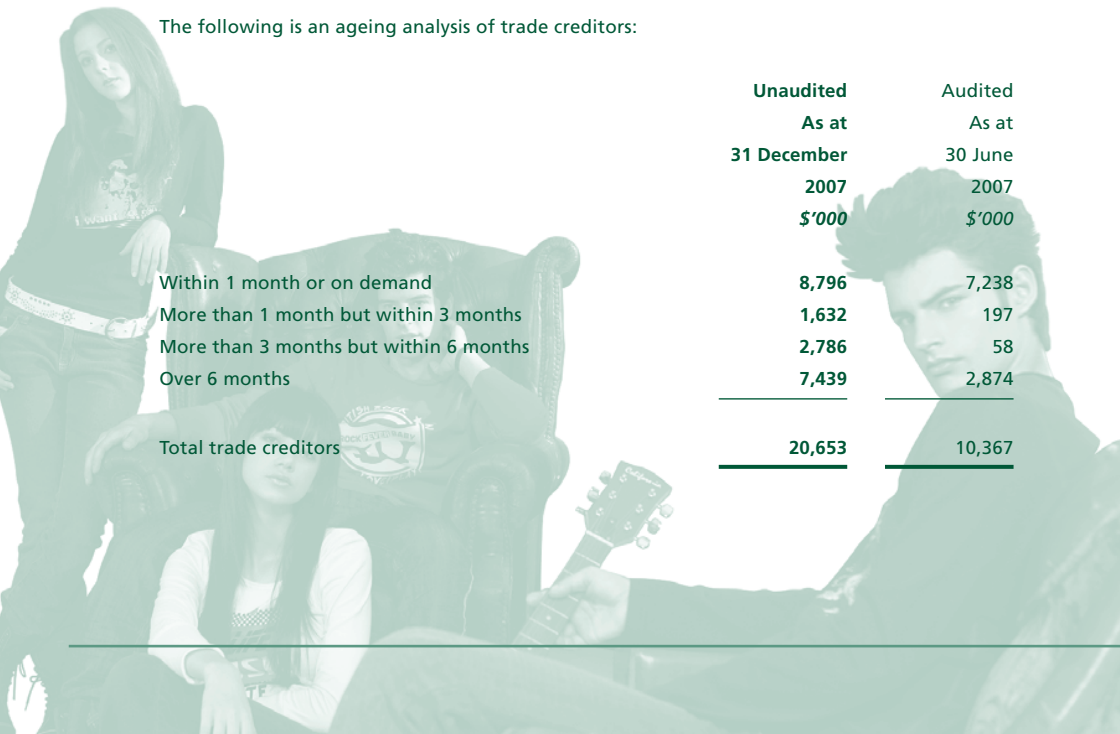 The following is an ageing analysis of trade creditors:
Unaudited Audited
As at As at
31 December 30 June
2007 2007
$'000 $'000
Within 1 month or on demand 8,796 7,238
More than 1 month but within 3 months 1,632 197
More than 3 months but within 6 months 2,786 58
Over 6 months 7,439 2,874
Total trade creditors 20,653 10,367